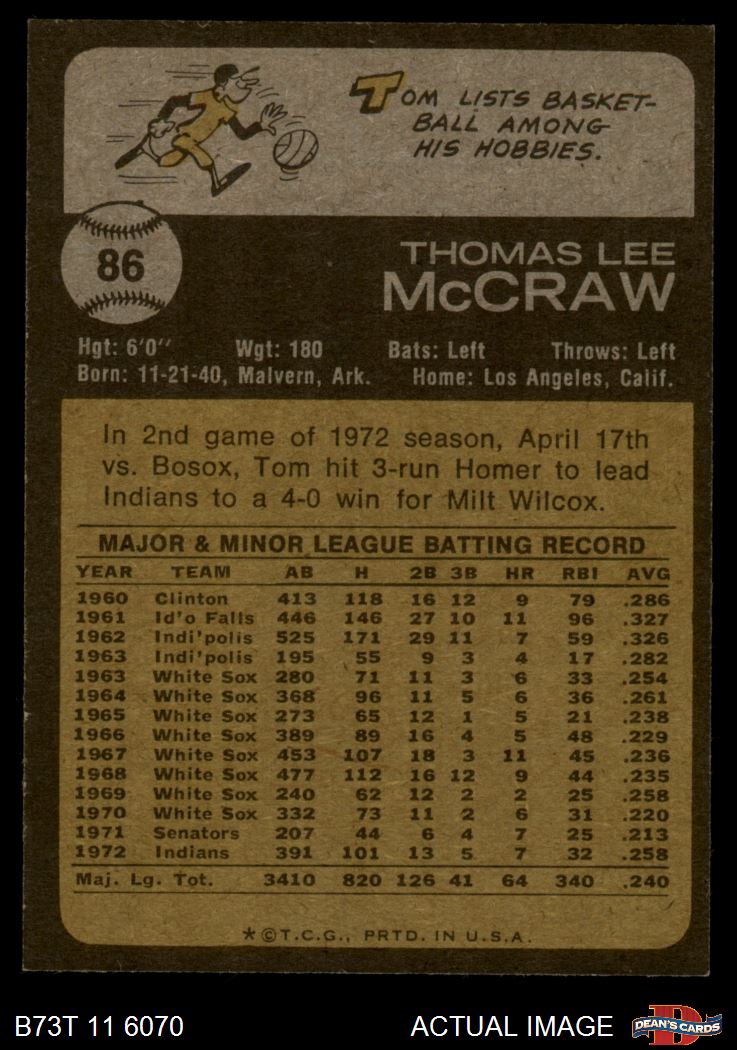 TOM LISTS BASKET-
BALL AMONG
HIS HOBBIES.
86
THOMAS LEE
McCRAW
Hgt: 6'0" Wgt: 180 Bats: Left Throws: Left
Born: 11-21-40, Malvern, Ark. Home: Los Angeles, Calif.
In 2nd game of 1972 season, April 17th
vs. Bosox, Tom hit 3-run Homer to lead
Indians to a 4-0 win for Milt Wilcox.
MAJOR & MINOR LEAGUE BATTING RECORD
YEAR TEAM AB H 2B 3B HR RBI AVG
1960 Clinton 413 118 16 12 9 79 .286
1961 Id'o Falls 446 146 27 10 11 96 .327
1962 Indi'polis 525 171 29 11 7 59 .326
1963 Indi'polis 195 55 9 3 4 17 .282
1963 White Sox 280 71 11 3 6 33 .254
1964 White Sox 368 96 11 5 6 36 .261
1965 White Sox 273 65 12 1 5 21 .238
1966 White Sox 389 89 16 4 5 48 .229
1967 White Sox 453 107 18 3 11 45 .236
1968 White Sox 477 112 16 12 9 44 .235
1969 White Sox 240 62 12 2 2 25 .258
1970 White Sox 332 73 11 2 6 31 .220
1971 Senators 207 44 6 4 7 25 .213
1972 Indians 391 101 13 5 7 32 .258
Maj. Lg. Tot. 3410 820 126 41 64 340 .240
*©T.C.G., PRTD. IN U.S.A.
B73T 11 6070 ACTUAL IMAGE D DEAN'S CARDS